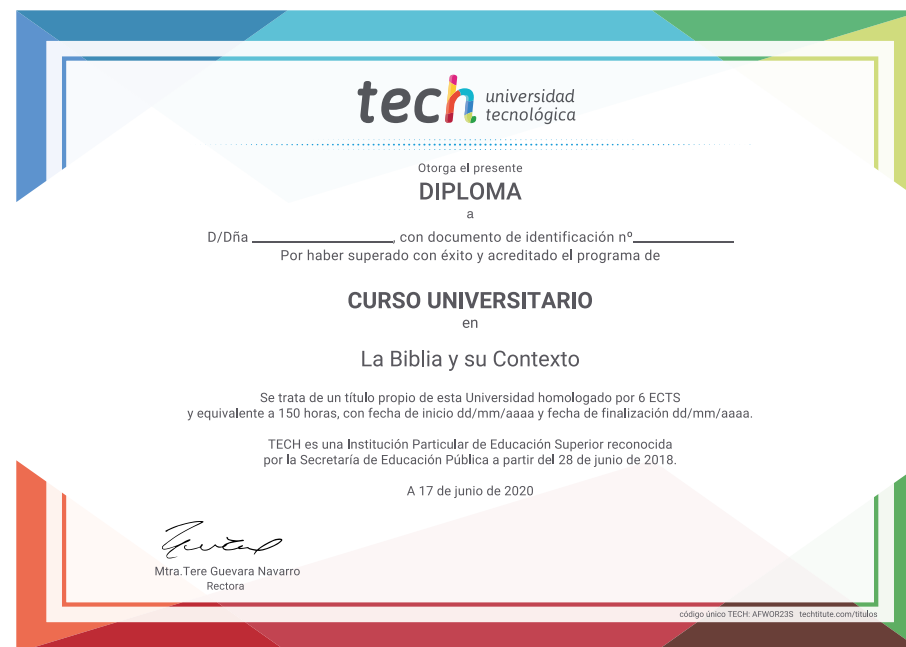 tech universidad
tecnológica
Otorga el presente
DIPLOMA
a
D/Dña ____________________, con documento de identificación nº______________
Por haber superado con éxito y acreditado el programa de
CURSO UNIVERSITARIO
en
La Biblia y su Contexto
Se trata de un título propio de esta Universidad homologado por 6 ECTS
y equivalente a 150 horas, con fecha de inicio dd/mm/aaaa y fecha de finalización dd/mm/aaaa.
TECH es una Institución Particular de Educación Superior reconocida
por la Secretaría de Educación Pública a partir del 28 de junio de 2018.
A 17 de junio de 2020
Mtra.Tere Guevara Navarro
Rectora
código único TECH: AFWOR23S techtitute.com/titulos